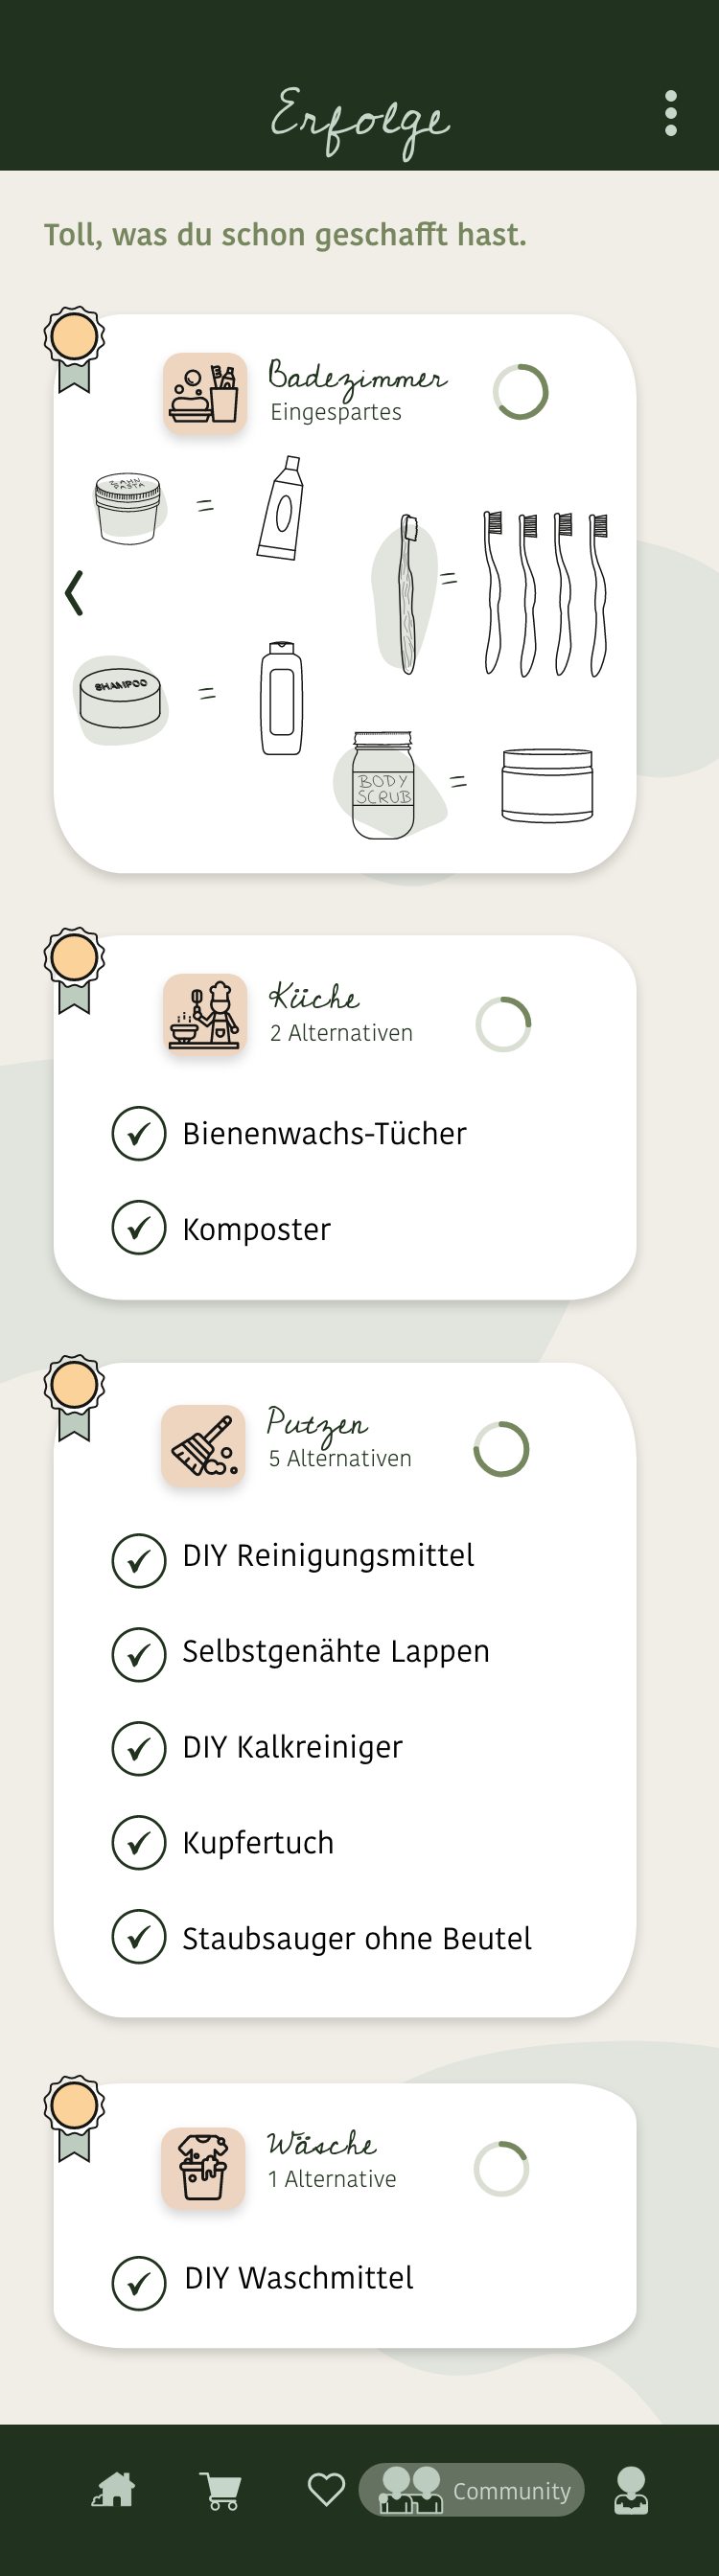 Erfolge
Toll, was du schon geschafft hast.
Badezimmer
Eingespartes
ZAHN
PASTA
=
=
SHAMPOO
=
BODY
SCRUB
=
Küche
2 Alternativen
Bienenwachs-Tücher
Komposter
Putzen
5 Alternativen
DIY Reinigungsmittel
Selbstgenähte Lappen
DIY Kalkreiniger
Kupfertuch
Staubsauger ohne Beutel
Wäsche
1 Alternative
DIY Waschmittel
Community